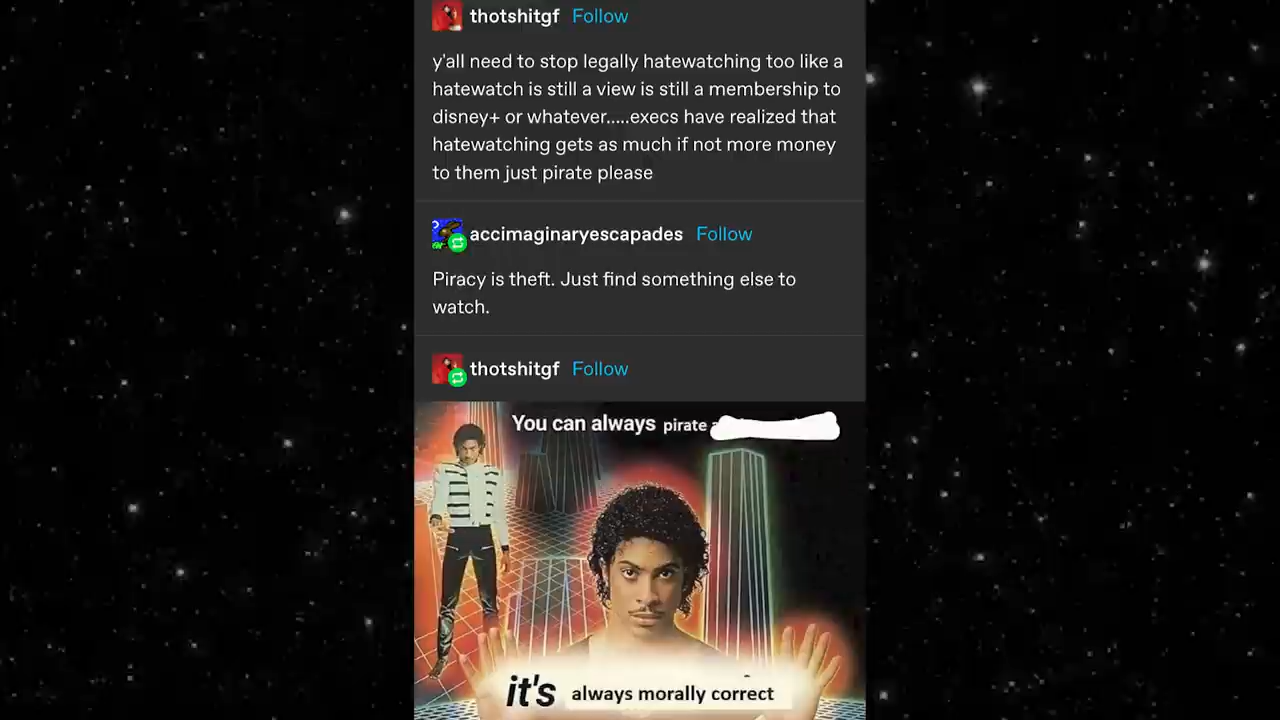 thotshitgf Follow
y'all need to stop legally hatewatching too like a
hatewatch is still a view is still a membership to
disney+ or whatever.....execs have realized that
hatewatching gets as much if not more money
to them just pirate please
accimaginaryescapades Follow
Piracy is theft. Just find something else to
watch.
thotshitgf Follow
You can always pirate
it's always morally correct